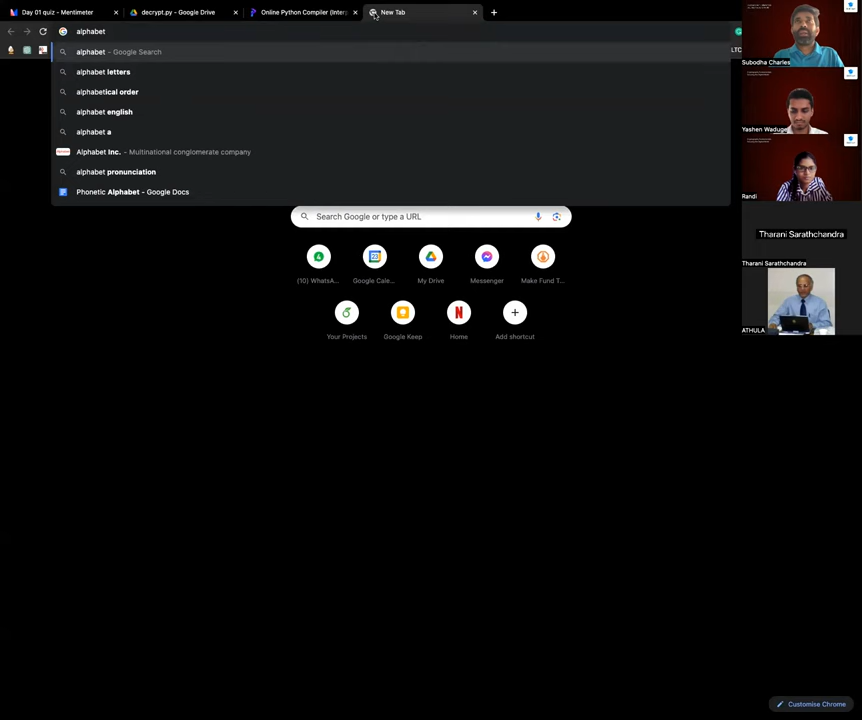 Day 01 quiz - Mentimeter
decrypt.py - Google Drive
Online Python Compiler (Interp
New Tab
alphabet
alphabet - Google Search
alphabet letters
alphabetical order
alphabet english
alphabet a
Alphabet Inc. - Multinational conglomerate company
alphabet pronunciation
Phonetic Alphabet - Google Docs
Search Google or type a URL
(10) WhatsA...
Google Cale...
My Drive
Messenger
Make Fund T...
Your Projects
Google Keep
Home
Add shortcut
Customise Chrome
LTC
Subodha Charles
Yashen Waduge
Randi
Tharani Sarathchandra
Tharani Sarathchandra
ATHULA